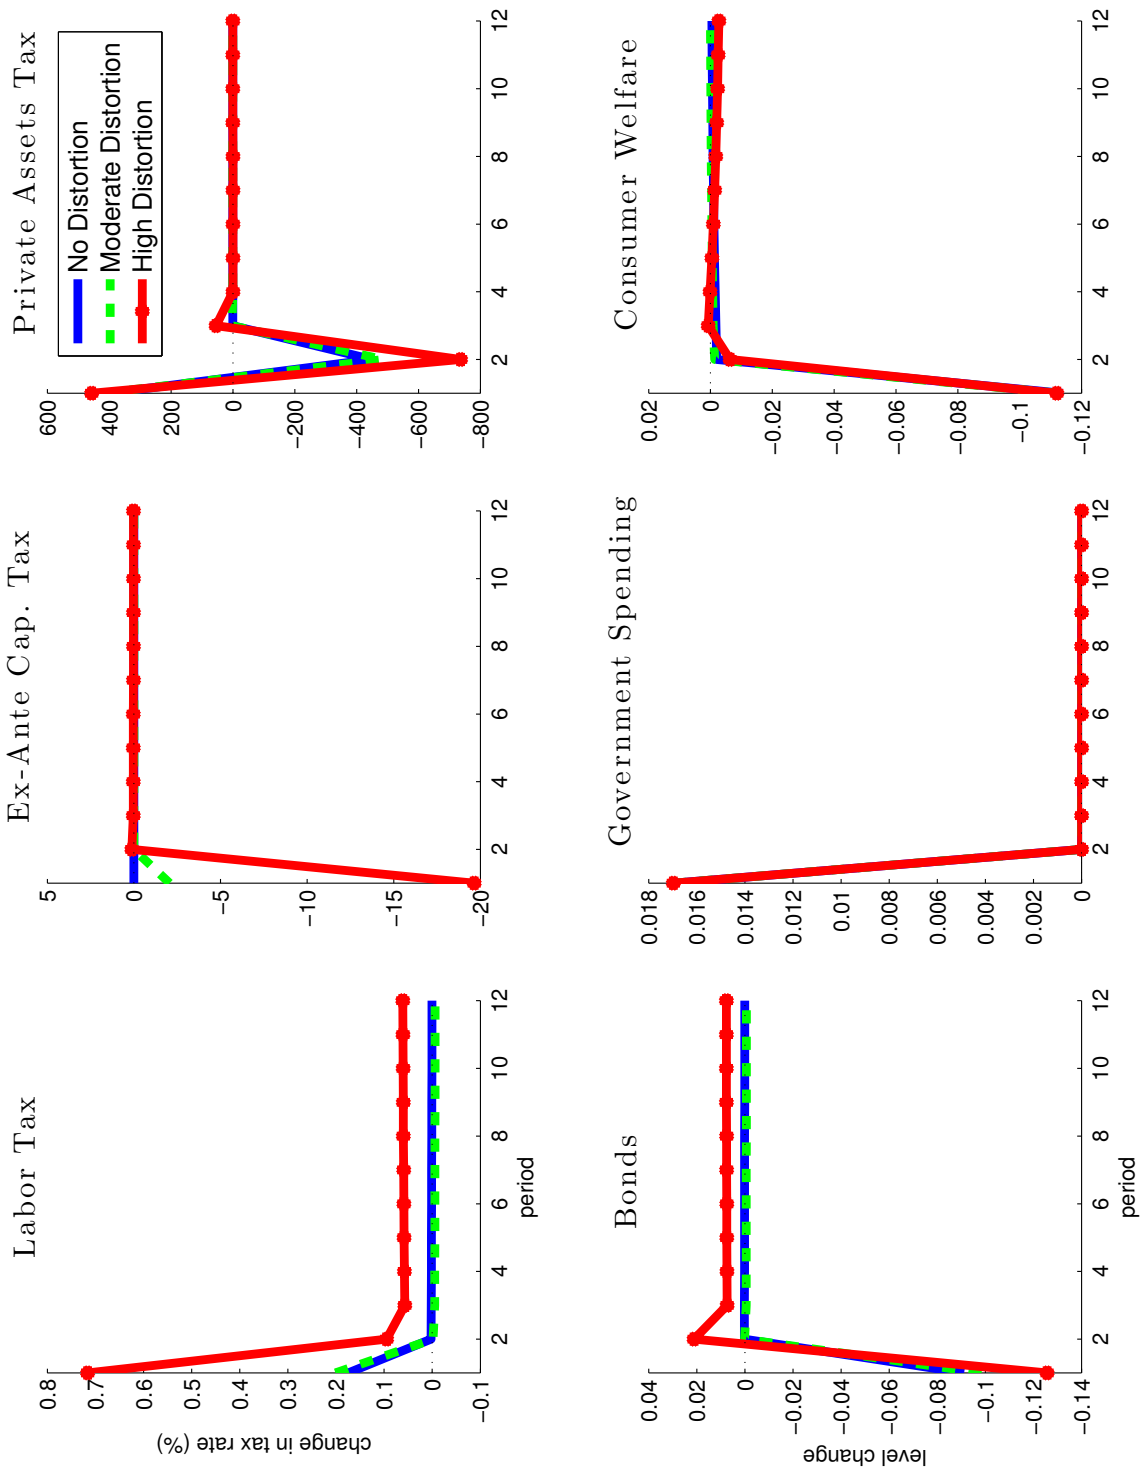 Labor Tax
0.8
0.7
0.6
0.5
0.4
0.3
0.2
0.1
0
−0.1
change in tax rate (%)
2 4 6 8 10 12
period
Ex-Ante Cap. Tax
5
0
−5
−10
−15
−20
2 4 6 8 10 12
Private Assets Tax
600
400
200
0
−200
−400
−600
−800
2 4 6 8 10 12
No Distortion
Moderate Distortion
High Distortion
Bonds
0.04
0.02
0
−0.02
−0.04
−0.06
−0.08
−0.1
−0.12
−0.14
level change
2 4 6 8 10 12
period
Government Spending
0.018
0.016
0.014
0.012
0.01
0.008
0.006
0.004
0.002
0
2 4 6 8 10 12
Consumer Welfare
0.02
0
−0.02
−0.04
−0.06
−0.08
−0.1
−0.12
2 4 6 8 10 12